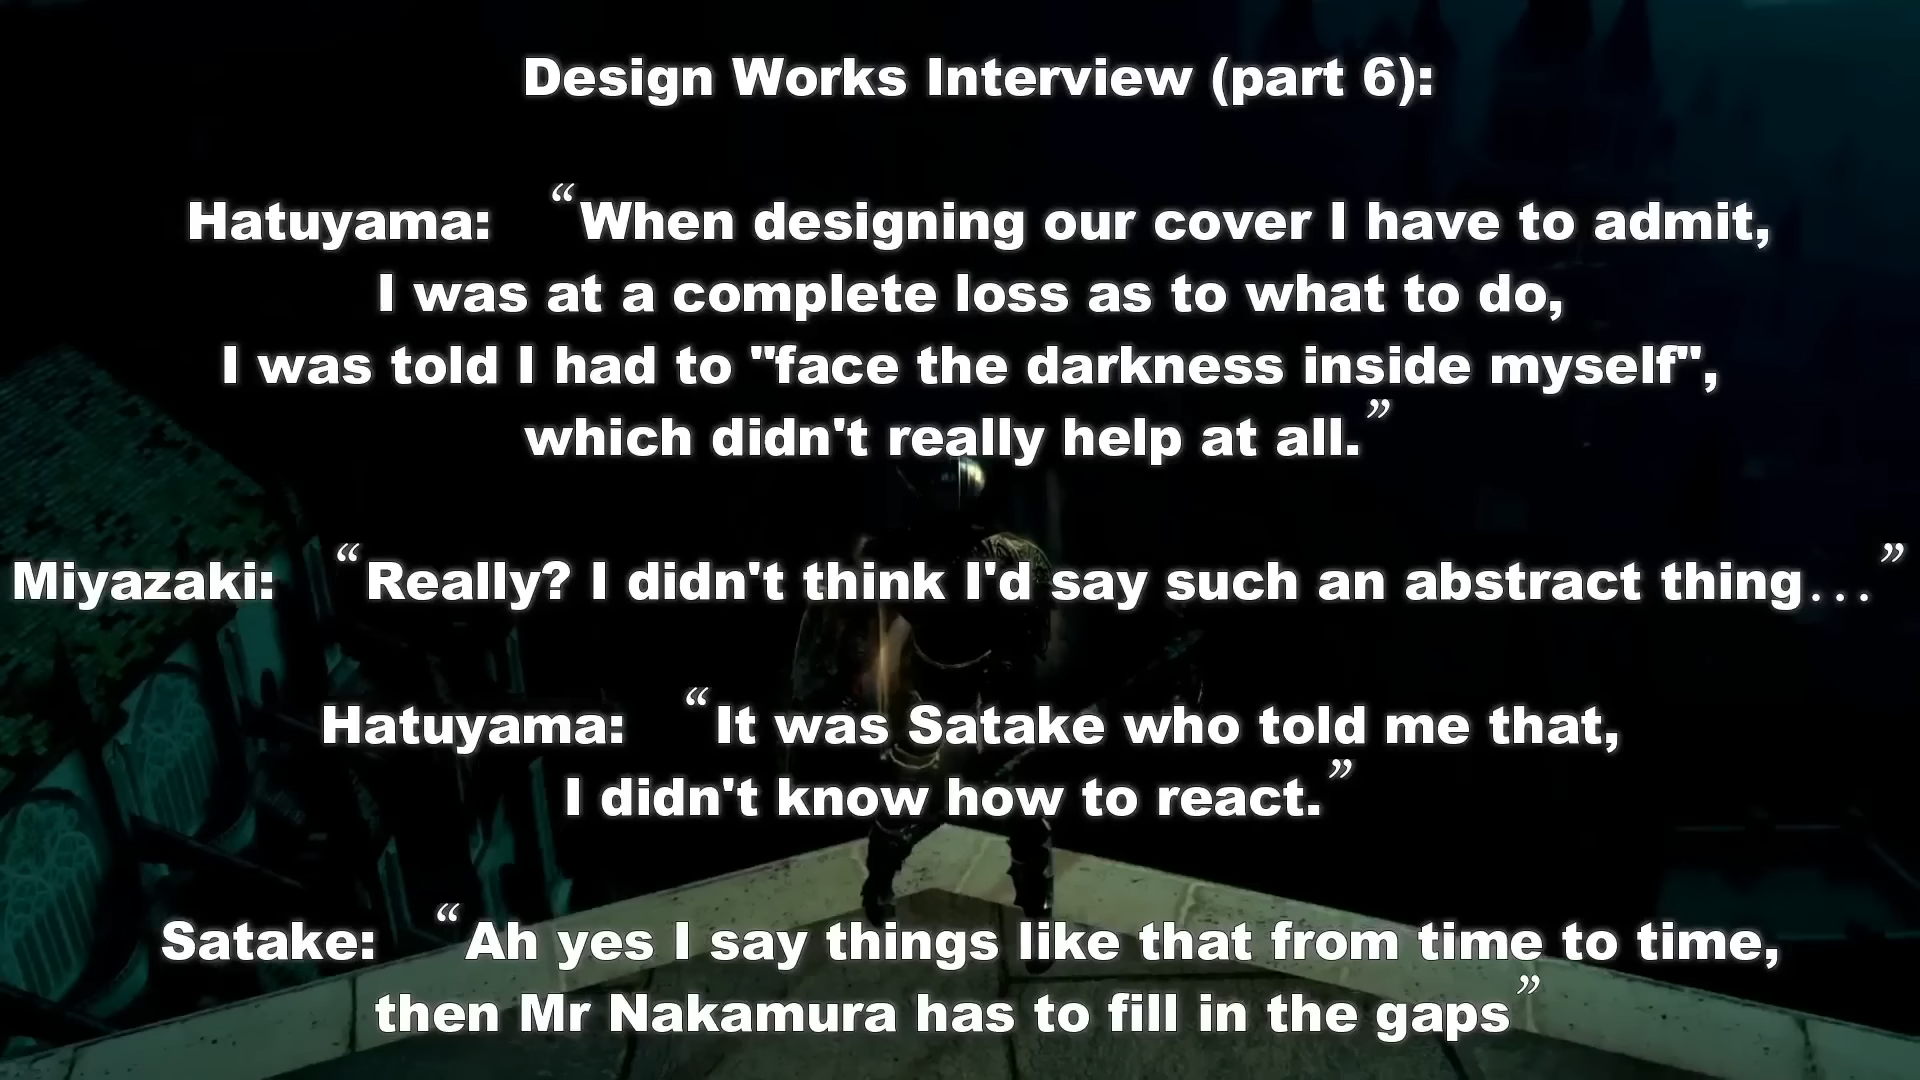 Design Works Interview (part 6):
Hatuyama: “When designing our cover I have to admit,
I was at a complete loss as to what to do,
I was told I had to "face the darkness inside myself",
which didn't really help at all.”
Miyazaki: “Really? I didn't think I'd say such an abstract thing...”
Hatuyama: “It was Satake who told me that,
I didn't know how to react.”
Satake: “Ah yes I say things like that from time to time,
then Mr Nakamura has to fill in the gaps”